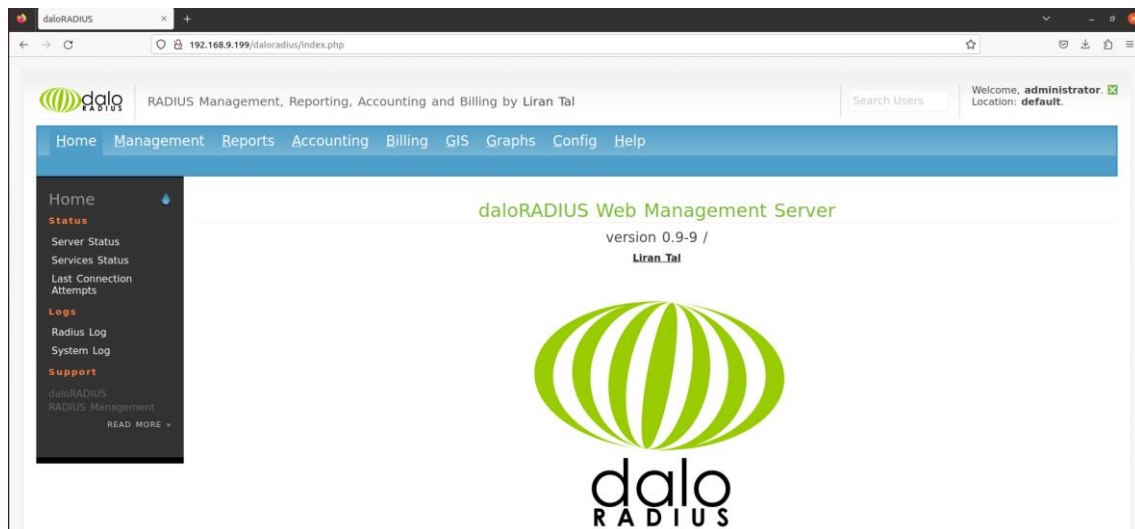 daloRADIUS
192.168.9.199/daloradius/index.php
dalo
RADIUS
RADIUS Management, Reporting, Accounting and Billing by Liran Tal
Search Users
Welcome, administrator.
Location: default.
Home Management Reports Accounting Billing GIS Graphs Config Help
Home
Status
Server Status
Services Status
Last Connection
Attempts
Logs
Radius Log
System Log
Support
daloRADIUS
RADIUS Management
READ MORE »
daloRADIUS Web Management Server
version 0.9-9 /
Liran Tal
dalo
RADIUS